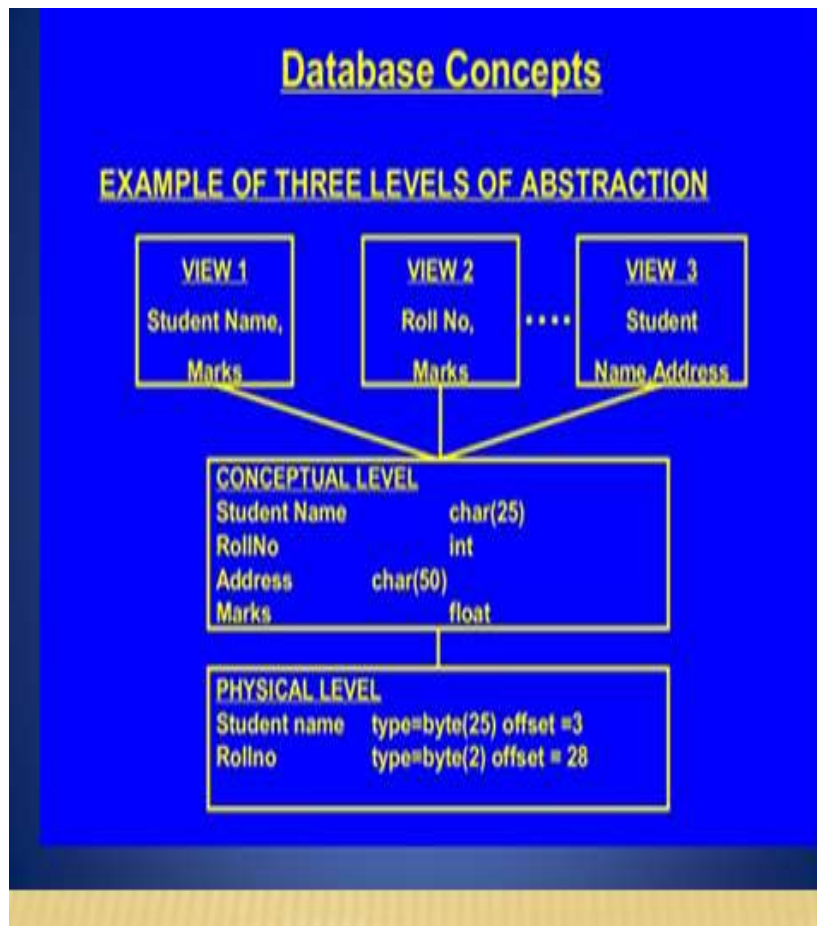 Database Concepts
EXAMPLE OF THREE LEVELS OF ABSTRACTION
VIEW 1
Student Name,
Marks
VIEW 2
Roll No,
Marks
....
VIEW 3
Student
Name,Address
CONCEPTUAL LEVEL
Student Name char(25)
RollNo int
Address char(50)
Marks float
PHYSICAL LEVEL
Student name type=byte(25) offset =3
Rollno type=byte(2) offset = 28